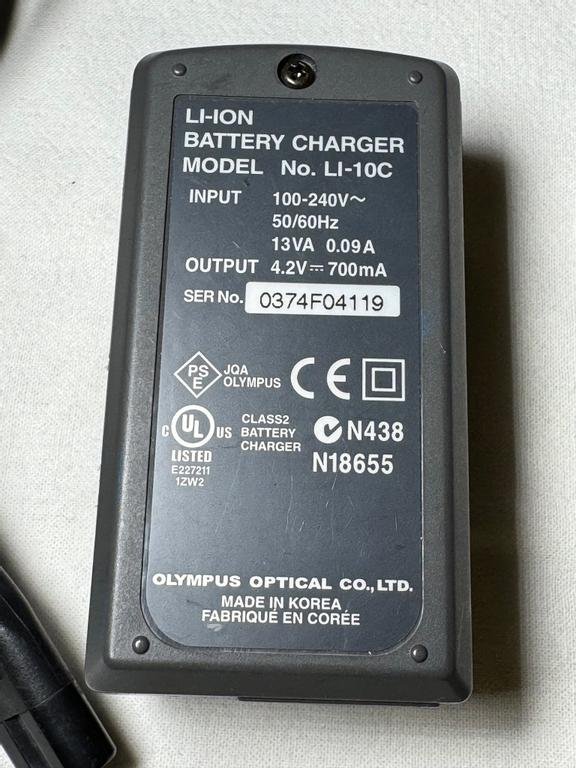 LI-ION
BATTERY CHARGER
MODEL No. LI-10C
INPUT 100-240V~
50/60Hz
13VA 0.09A
OUTPUT 4.2V⎓700mA
SER No. 0374F04119
PS
E
JQA
OLYMPUS
CE
C UL US
LISTED
E227211
1ZW2
CLASS2
BATTERY
CHARGER
N438
N18655
OLYMPUS OPTICAL CO.,LTD.
MADE IN KOREA
FABRIQUÉ EN CORÉE